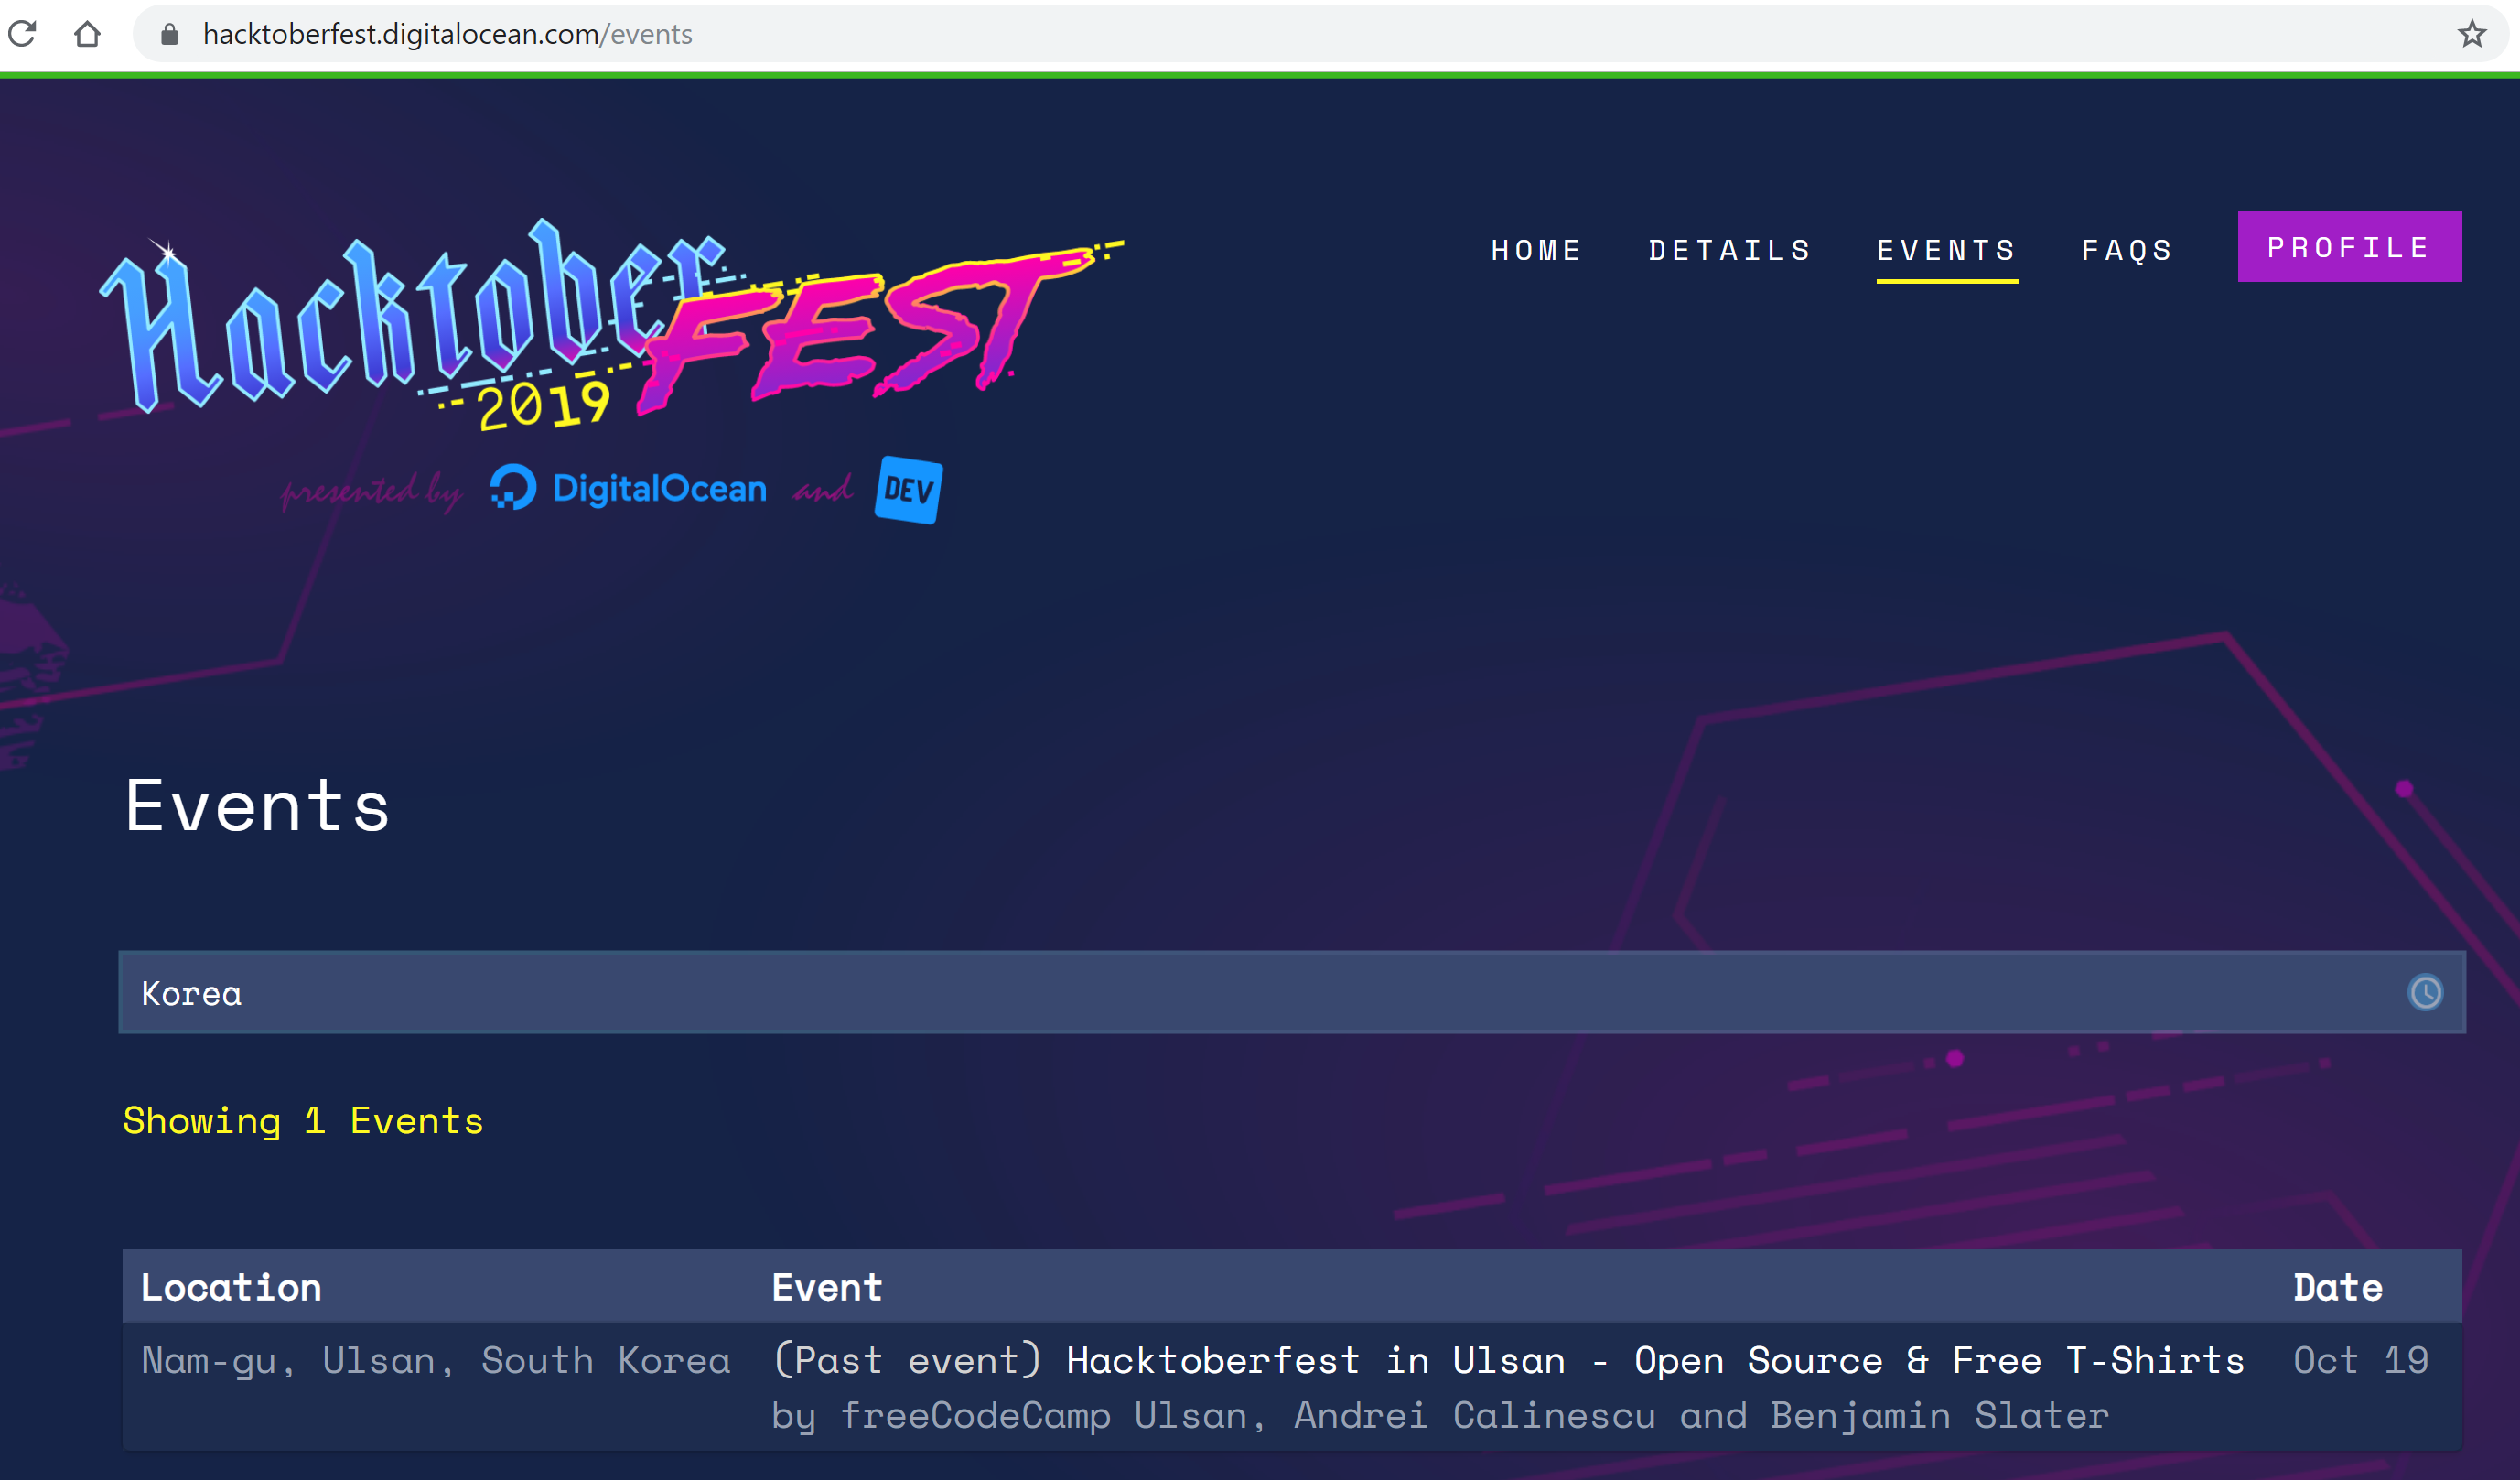 hacktoberfest.digitalocean.com/events
Hacktober FEST
2019
HOME DETAILS EVENTS FAQS PROFILE
presented by DigitalOcean and DEV
Events
Korea
Showing 1 Events
Location Event Date
Nam-gu, Ulsan, South Korea (Past event) Hacktoberfest in Ulsan - Open Source & Free T-Shirts Oct 19
by freeCodeCamp Ulsan, Andrei Calinescu and Benjamin Slater